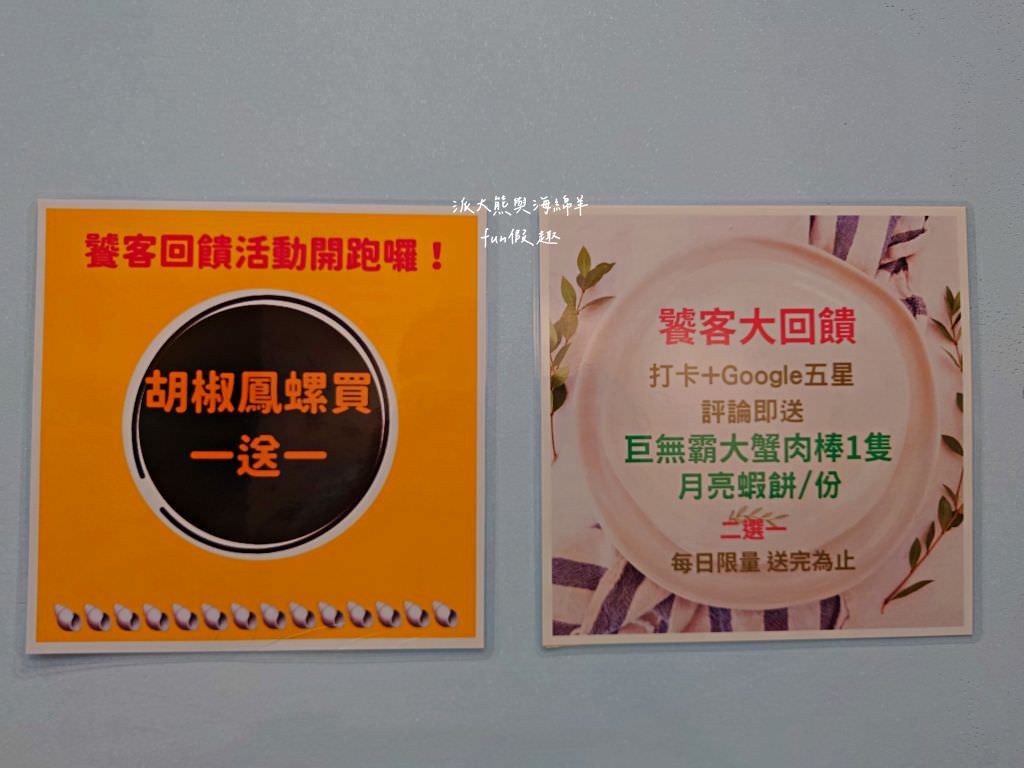 派大熊與海綿羊
fun假趣
饕客回饋活動開跑囉！
胡椒鳳螺買
一送一
饕客大回饋
打卡+Google五星
評論即送
巨無霸大蟹肉棒1隻
月亮蝦餅/份
二選一
每日限量 送完為止